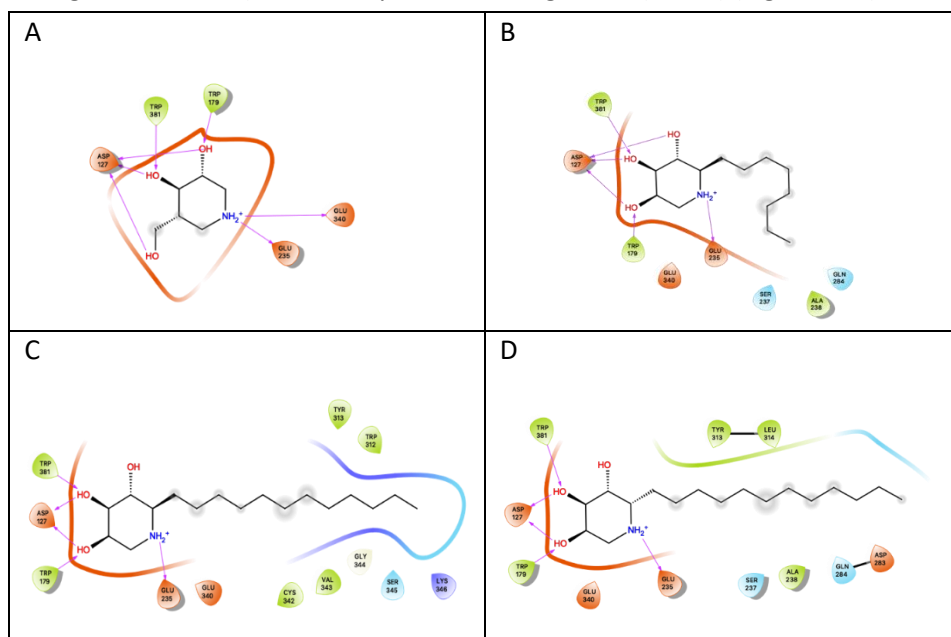 A
TRP
179
TRP
381
ASP
127
OH
HO
NH2+
GLU
340
GLU
235
HO
B
TRP
381
HO
ASP
127
HO
HO
NH2+
TRP
179
GLU
235
GLU
340
GLN
284
SER
237
ALA
238
C
TYR
313
TRP
312
TRP
381
OH
HO
ASP
127
HO
NH2+
TRP
179
GLU
235
GLU
340
CYS
342
VAL
343
GLY
344
SER
345
LYS
346
D
TRP
381
TYR
313
LEU
314
HO
HO
ASP
127
HO
NH2+
TRP
179
GLU
340
GLU
235
SER
237
ALA
238
GLN
284
ASP
283